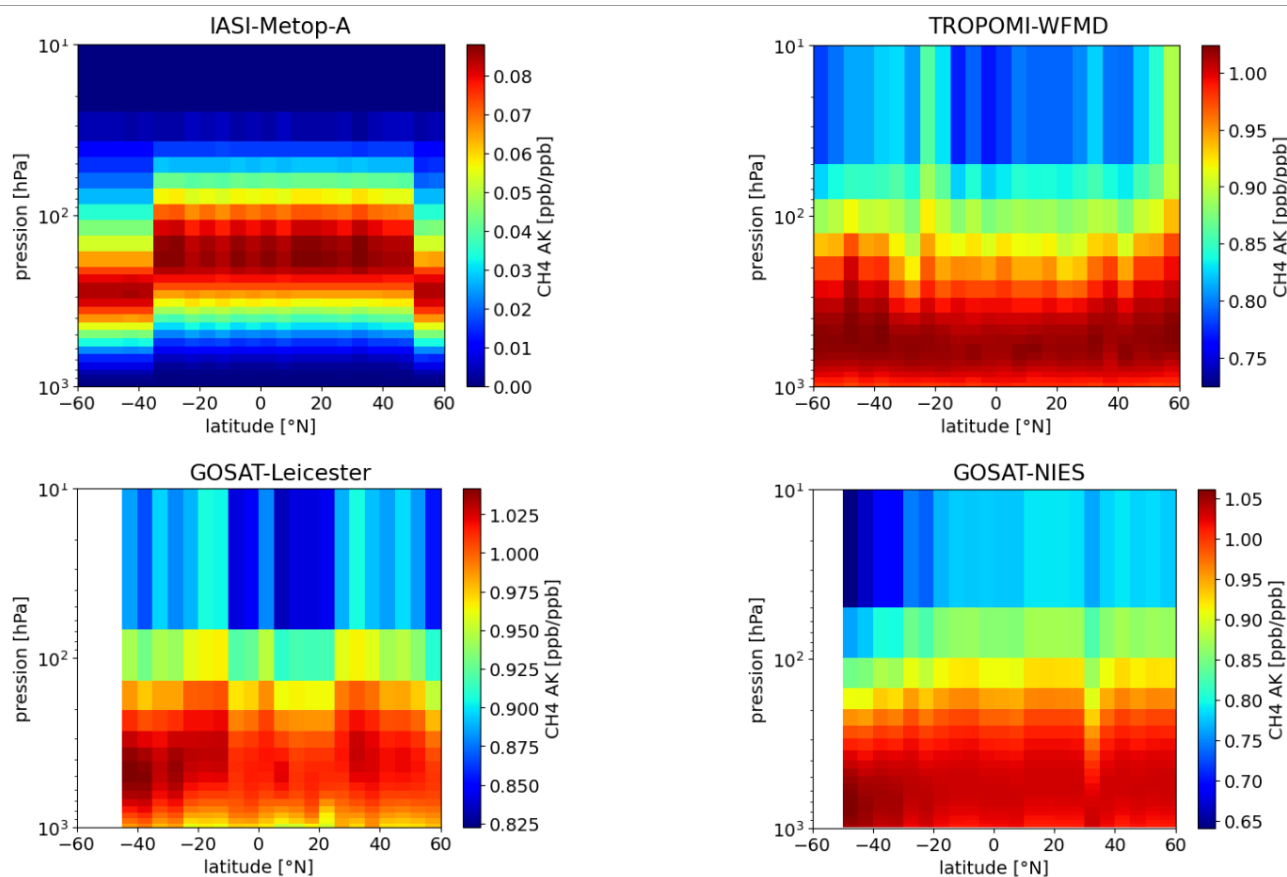 IASI-Metop-A
10¹
10²
10³
pression [hPa]
−60 −40 −20 0 20 40 60
latitude [°N]
0.08
0.07
0.06
0.05
0.04
0.03
0.02
0.01
0.00
CH4 AK [ppb/ppb]
TROPOMI-WFMD
10¹
10²
10³
pression [hPa]
−60 −40 −20 0 20 40 60
latitude [°N]
1.00
0.95
0.90
0.85
0.80
0.75
CH4 AK [ppb/ppb]
GOSAT-Leicester
10¹
10²
10³
pression [hPa]
−60 −40 −20 0 20 40 60
latitude [°N]
1.025
1.000
0.975
0.950
0.925
0.900
0.875
0.850
0.825
CH4 AK [ppb/ppb]
GOSAT-NIES
10¹
10²
10³
pression [hPa]
−60 −40 −20 0 20 40 60
latitude [°N]
1.05
1.00
0.95
0.90
0.85
0.80
0.75
0.70
0.65
CH4 AK [ppb/ppb]